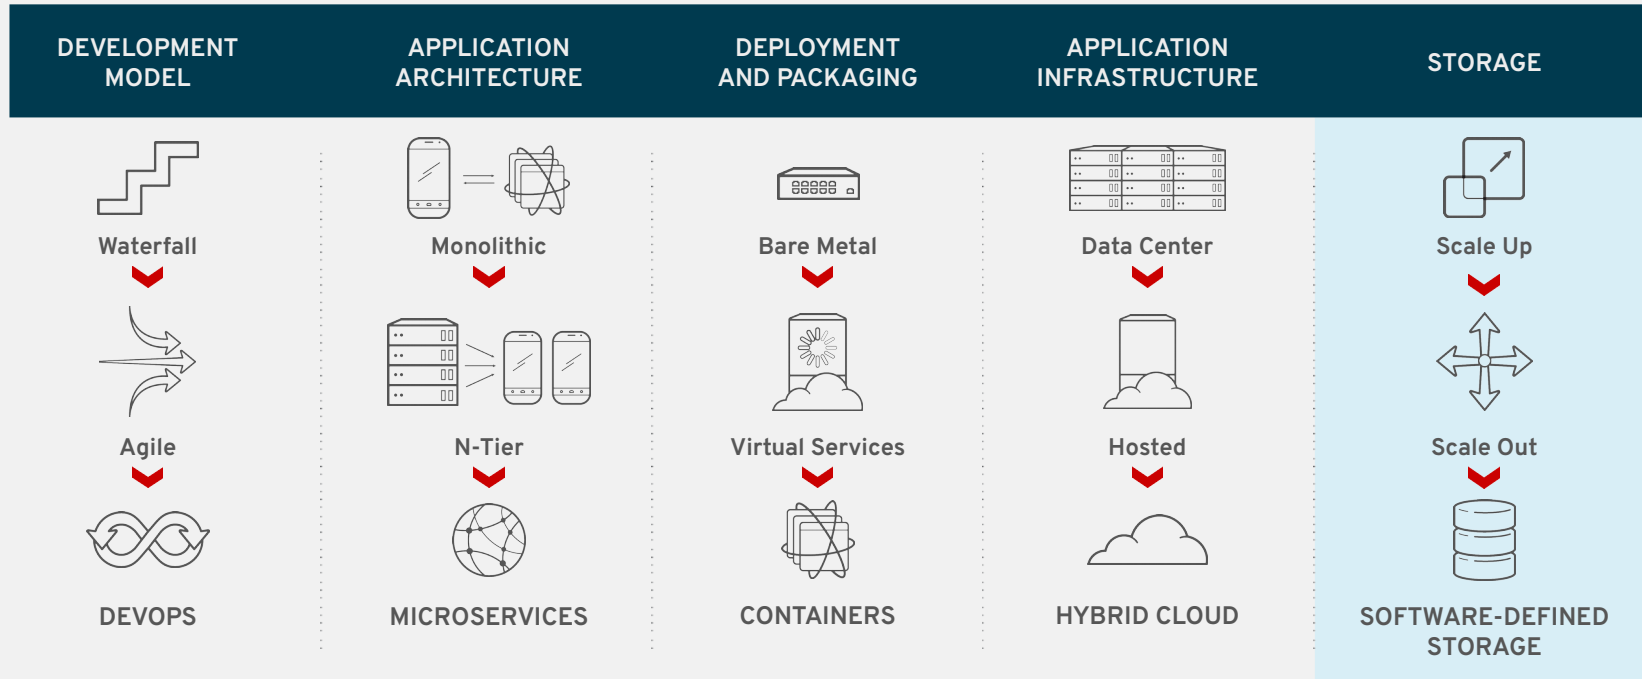 DEVELOPMENT
MODEL
APPLICATION
ARCHITECTURE
DEPLOYMENT
AND PACKAGING
APPLICATION
INFRASTRUCTURE
STORAGE
Waterfall
Monolithic
Bare Metal
Data Center
Scale Up
Agile
N-Tier
Virtual Services
Hosted
Scale Out
DEVOPS
MICROSERVICES
CONTAINERS
HYBRID CLOUD
SOFTWARE-DEFINED
STORAGE